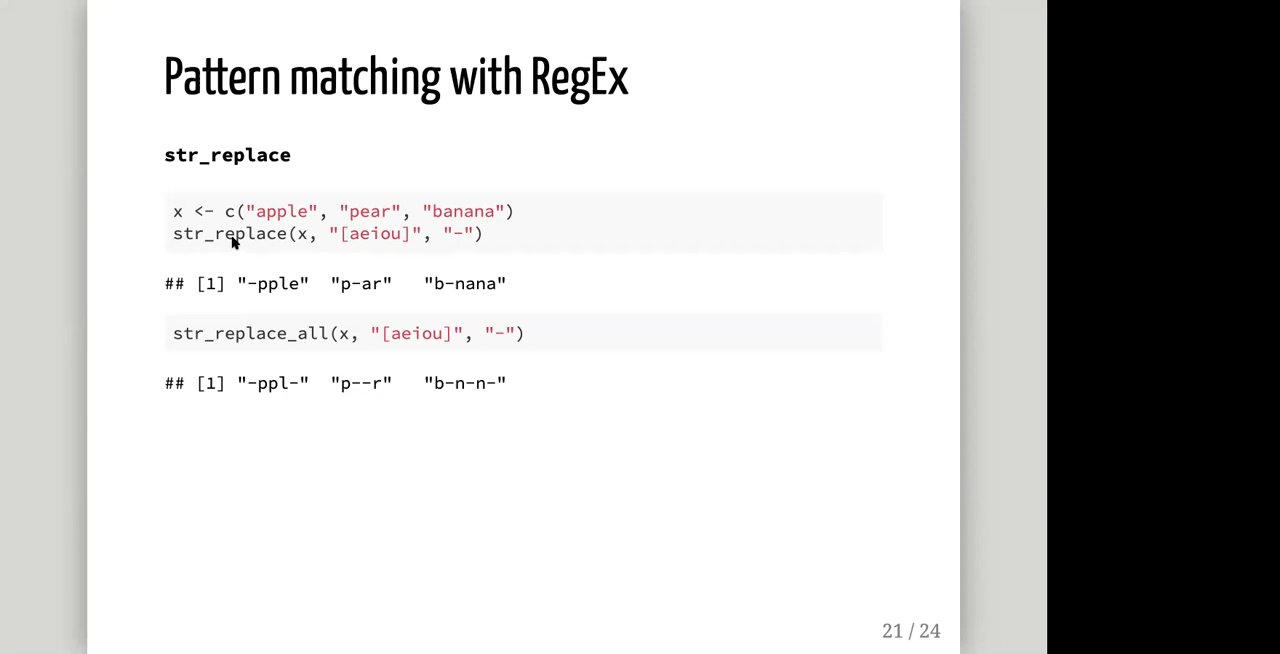 Pattern matching with RegEx
str_replace
x <- c("apple", "pear", "banana")
str_replace(x, "[aeiou]", "-")
## [1] "-pple"  "p-ar"   "b-nana"
str_replace_all(x, "[aeiou]", "-")
## [1] "-ppl-"  "p--r"   "b-n-n-"
21 / 24